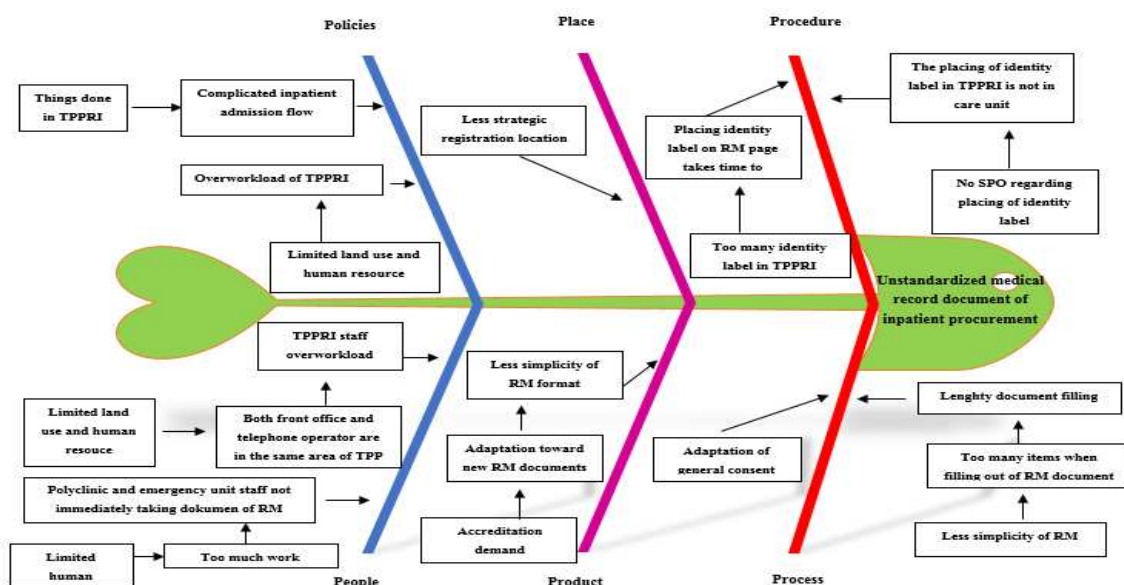 Policies
Place
Procedure
Things done
in TPPRI
Complicated inpatient
admission flow
Less strategic
registration location
Placing identity
label on RM page
takes time to
The placing of identity
label in TPPRI is not in
care unit
Overworkload of TPPRI
No SPO regarding
placing of identity
label
Limited land use and
human resource
Too many identity
label in TPPRI
Unstandardized medical
record document of
inpatient procurement
TPPRI staff
overworkload
Less simplicity of
RM format
Lenghty document filling
Limited land
use and human
resouce
Both front office and
telephone operator are
in the same area of TPP
Adaptation toward
new RM documents
Adaptation of
general consent
Too many items when
filling out of RM document
Polyclinic and emergency unit staff not
immediately taking dokumen of RM
Accreditation
demand
Less simplicity of RM
Limited
human
Too much work
People
Product
Process